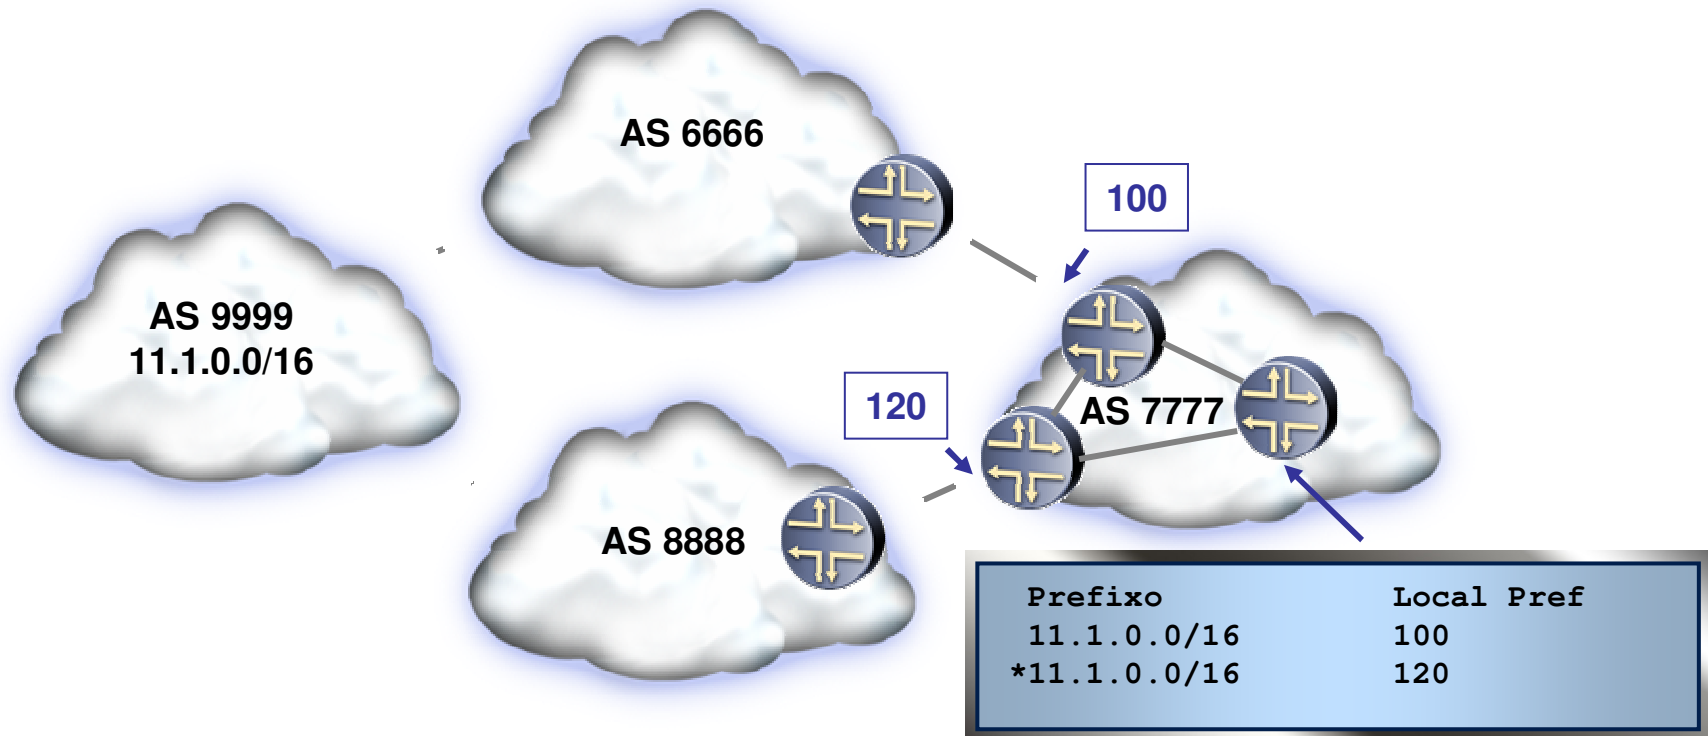 AS 6666
100
AS 9999
11.1.0.0/16
120
AS 7777
AS 8888
Prefixo Local Pref
11.1.0.0/16 100
*11.1.0.0/16 120